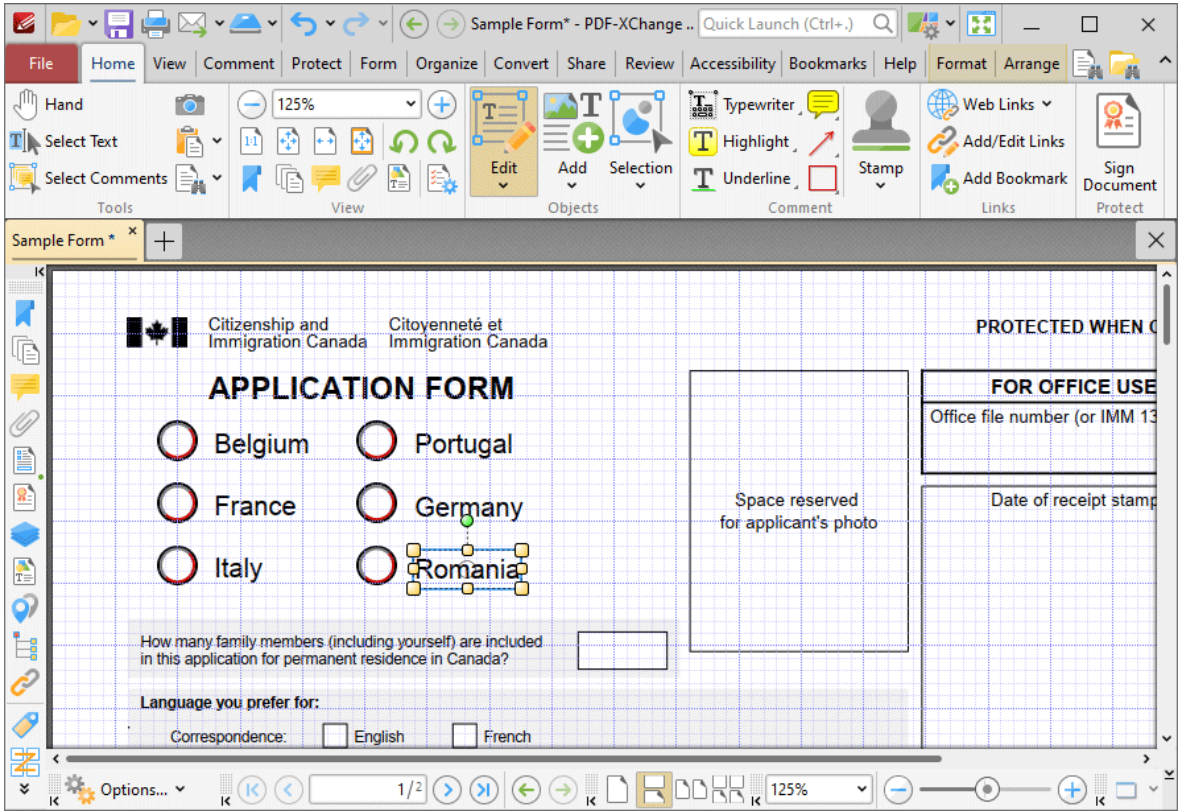 Sample Form* - PDF-XChange ..
Quick Launch (Ctrl+.)
File
Home
View
Comment
Protect
Form
Organize
Convert
Share
Review
Accessibility
Bookmarks
Help
Format
Arrange
Hand
Select Text
Select Comments
Tools
125%
1:1
View
Edit
Add
Selection
Objects
Typewriter
Highlight
Underline
Stamp
Comment
Web Links
Add/Edit Links
Add Bookmark
Links
Sign
Document
Protect
Sample Form *
Citizenship and
Immigration Canada
Citoyenneté et
Immigration Canada
PROTECTED WHEN
APPLICATION FORM
Belgium
Portugal
France
Germany
Italy
Romania
Space reserved
for applicant's photo
FOR OFFICE USE
Office file number (or IMM 13
Date of receipt stamp
How many family members (including yourself) are included
in this application for permanent residence in Canada?
Language you prefer for:
Correspondence:
English
French
Options...
1/2
125%